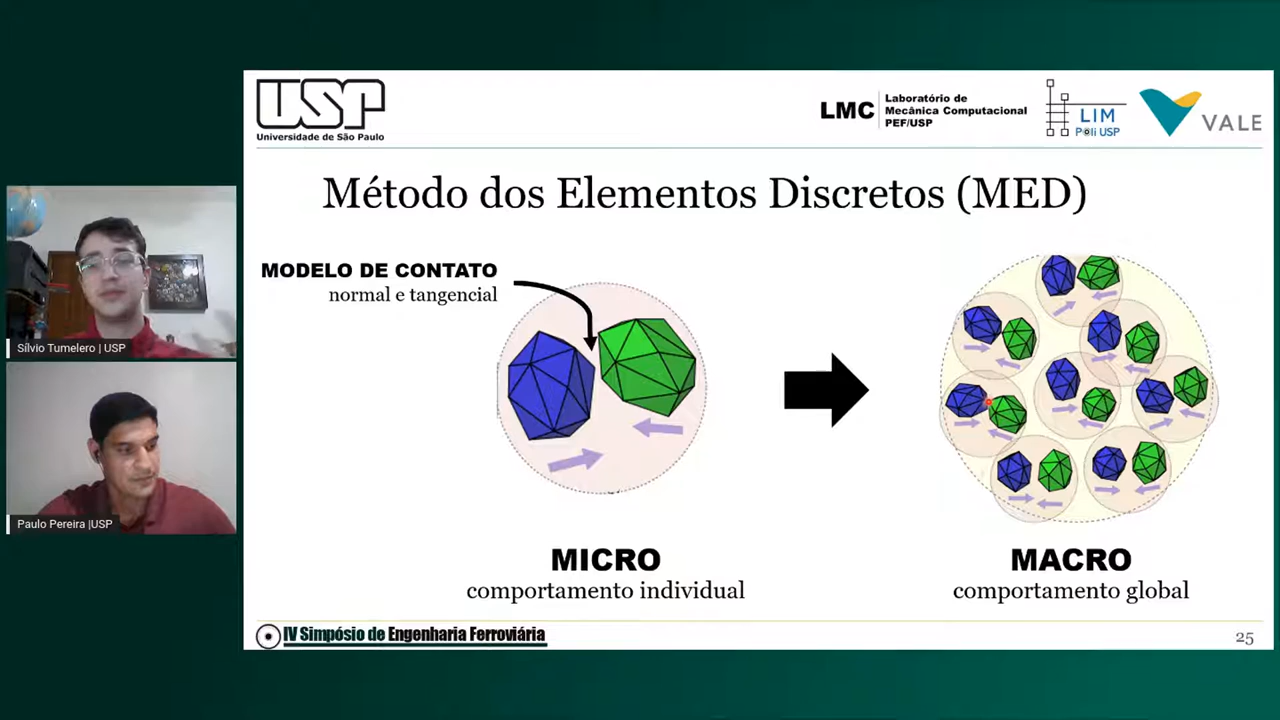 USP
Universidade de São Paulo
LMC
Laboratório de
Mecânica Computacional
PEF/USP
LIM
Poli USP
VALE
Método dos Elementos Discretos (MED)
MODELO DE CONTATO
normal e tangencial
Sílvio Tumelero | USP
Paulo Pereira |USP
MICRO
comportamento individual
MACRO
comportamento global
IV Simpósio de Engenharia Ferroviária
25